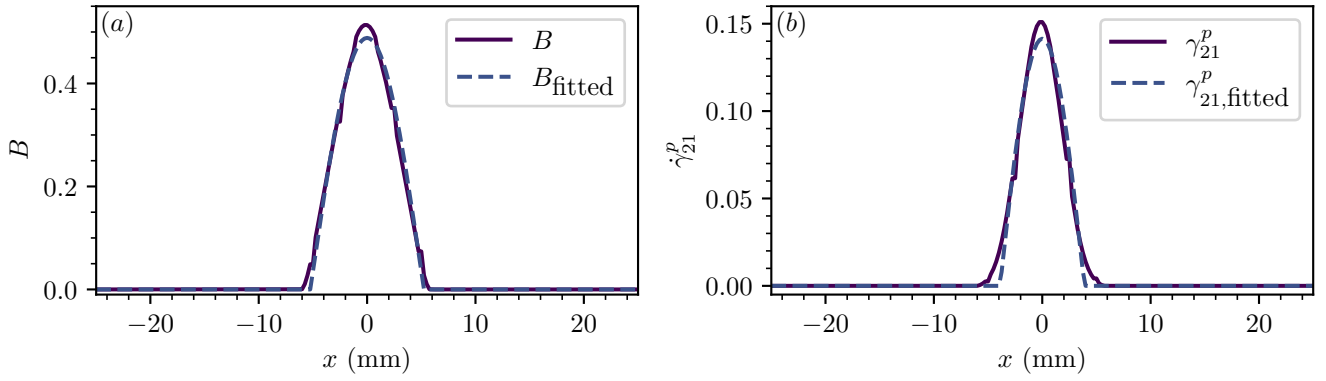 (a)
B
B_fitted
0.4
0.2
0.0
B
−20 −10 0 10 20
x (mm)
(b)
γ^p_21
γ^p_21,fitted
0.15
0.10
0.05
0.00
γ̇^p_21
−20 −10 0 10 20
x (mm)